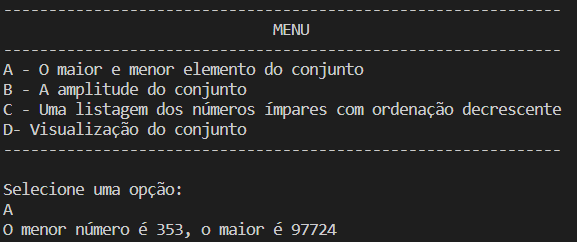 --------------------------------------------------------------
MENU
--------------------------------------------------------------
A - O maior e menor elemento do conjunto
B - A amplitude do conjunto
C - Uma listagem dos números ímpares com ordenação decrescente
D- Visualização do conjunto
--------------------------------------------------------------
Selecione uma opção:
A
O menor número é 353, o maior é 97724